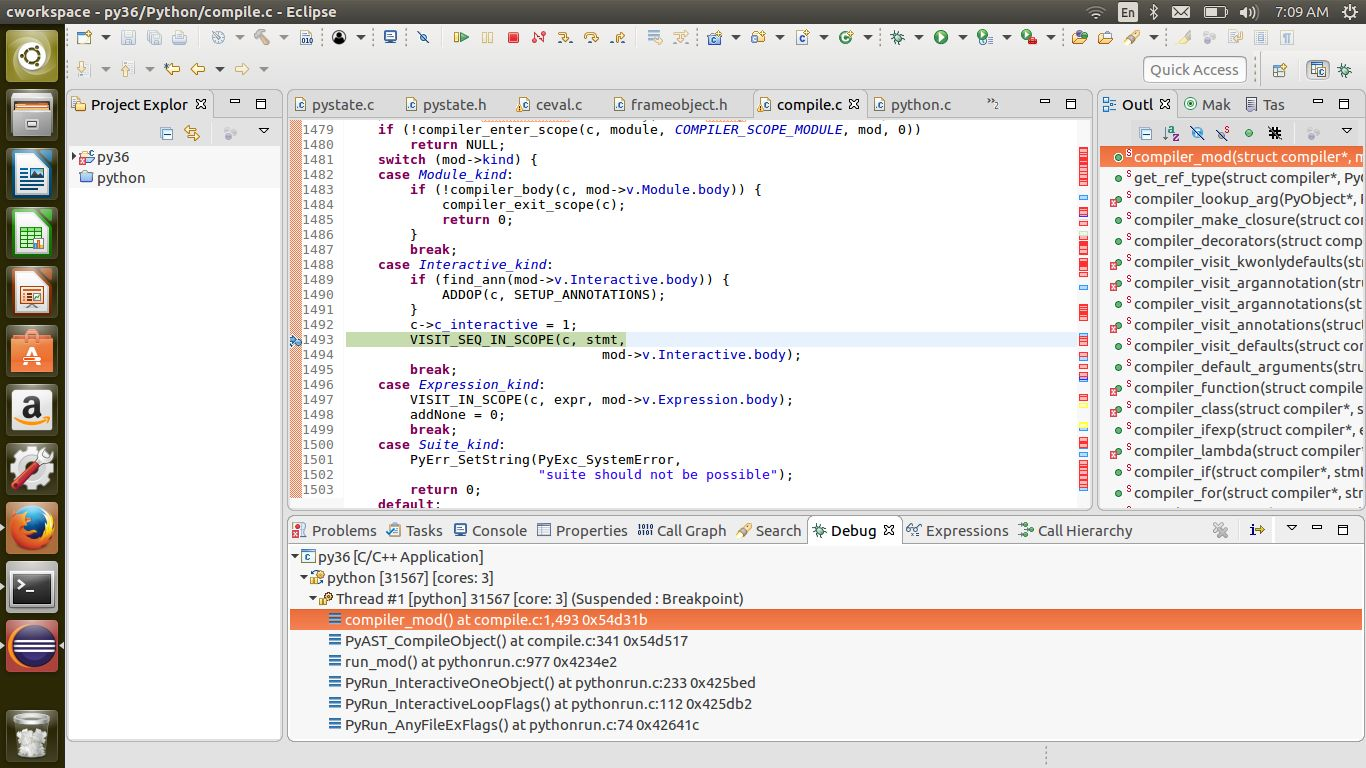 cworkspace - py36/Python/compile.c - Eclipse
En
7:09 AM
Quick Access
Project Explor
py36
python
pystate.c
pystate.h
ceval.c
frameobject.h
compile.c
python.c
»2
1479 if (!compiler_enter_scope(c, module, COMPILER_SCOPE_MODULE, mod, 0))
1480 return NULL;
1481 switch (mod->kind) {
1482 case Module_kind:
1483 if (!compiler_body(c, mod->v.Module.body)) {
1484 compiler_exit_scope(c);
1485 return 0;
1486 }
1487 break;
1488 case Interactive_kind:
1489 if (find_ann(mod->v.Interactive.body)) {
1490 ADDOP(c, SETUP_ANNOTATIONS);
1491 }
1492 c->c_interactive = 1;
1493 VISIT_SEQ_IN_SCOPE(c, stmt,
1494 mod->v.Interactive.body);
1495 break;
1496 case Expression_kind:
1497 VISIT_IN_SCOPE(c, expr, mod->v.Expression.body);
1498 addNone = 0;
1499 break;
1500 case Suite_kind:
1501 PyErr_SetString(PyExc_SystemError,
1502 "suite should not be possible");
1503 return 0;
default:
Outl
Mak
Tas
compiler_mod(struct compiler*, m
get_ref_type(struct compiler*, PyO
compiler_lookup_arg(PyObject*, P
compiler_make_closure(struct co
compiler_decorators(struct comp
compiler_visit_kwonlydefaults(str
compiler_visit_argannotation(str
compiler_visit_argannotations(str
compiler_visit_annotations(struct
compiler_visit_defaults(struct com
compiler_default_arguments(stru
compiler_function(struct compiler
compiler_class(struct compiler*, s
compiler_ifexp(struct compiler*, e
compiler_lambda(struct compiler*
compiler_if(struct compiler*, stmt
compiler_for(struct compiler*, str
Problems
Tasks
Console
Properties
Call Graph
Search
Debug
Expressions
Call Hierarchy
py36 [C/C++ Application]
python [31567] [cores: 3]
Thread #1 [python] 31567 [core: 3] (Suspended : Breakpoint)
compiler_mod() at compile.c:1,493 0x54d31b
PyAST_CompileObject() at compile.c:341 0x54d517
run_mod() at pythonrun.c:977 0x4234e2
PyRun_InteractiveOneObject() at pythonrun.c:233 0x425bed
PyRun_InteractiveLoopFlags() at pythonrun.c:112 0x425db2
PyRun_AnyFileExFlags() at pythonrun.c:74 0x42641c